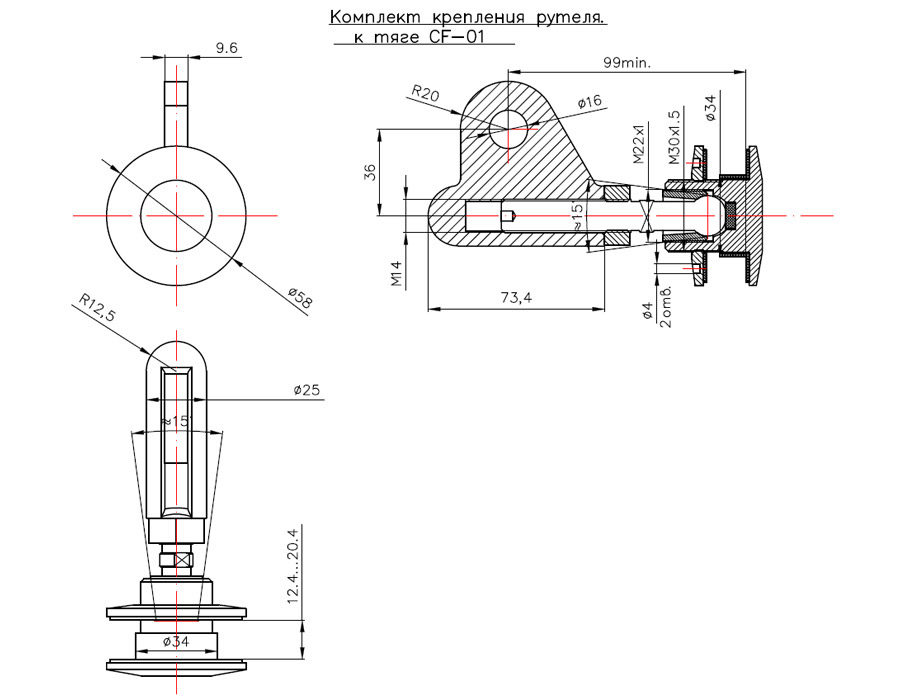 Комплект крепления рутеля.
к тяге CF-01
9.6
99min.
R20
ø16
ø34
M30x1.5
M22x1
36
≈15°
M14
73,4
ø4
2отв.
ø58
R12,5
ø25
≈15
12.4...20.4
ø34